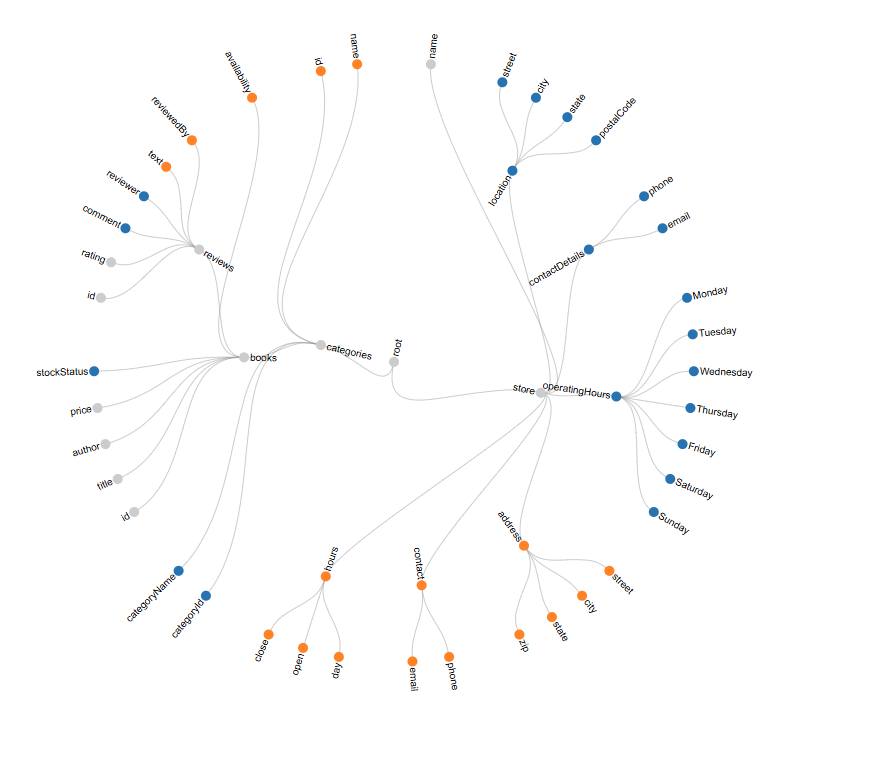 name
street
city
state
postalCode
location
phone
email
contactDetails
Monday
Tuesday
Wednesday
Thursday
Friday
Saturday
Sunday
operatingHours
store
address
street
city
state
zip
contact
phone
email
hours
day
open
close
root
categories
categoryId
categoryName
books
id
title
author
price
stockStatus
reviews
id
rating
comment
reviewer
text
reviewedBy
availability
id
name